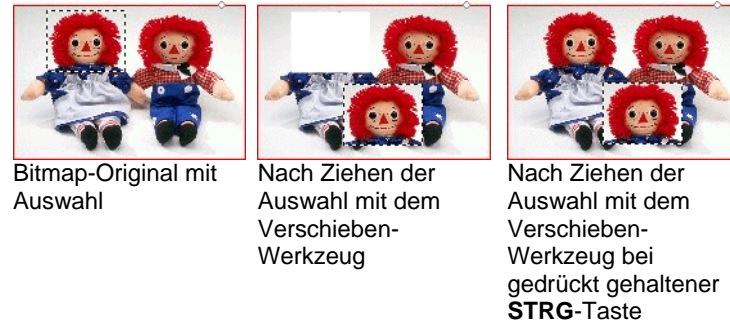 Bitmap-Original mit
Auswahl
Nach Ziehen der
Auswahl mit dem
Verschieben-
Werkzeug
Nach Ziehen der
Auswahl mit dem
Verschieben-
Werkzeug bei
gedrückt gehaltener
STRG-Taste